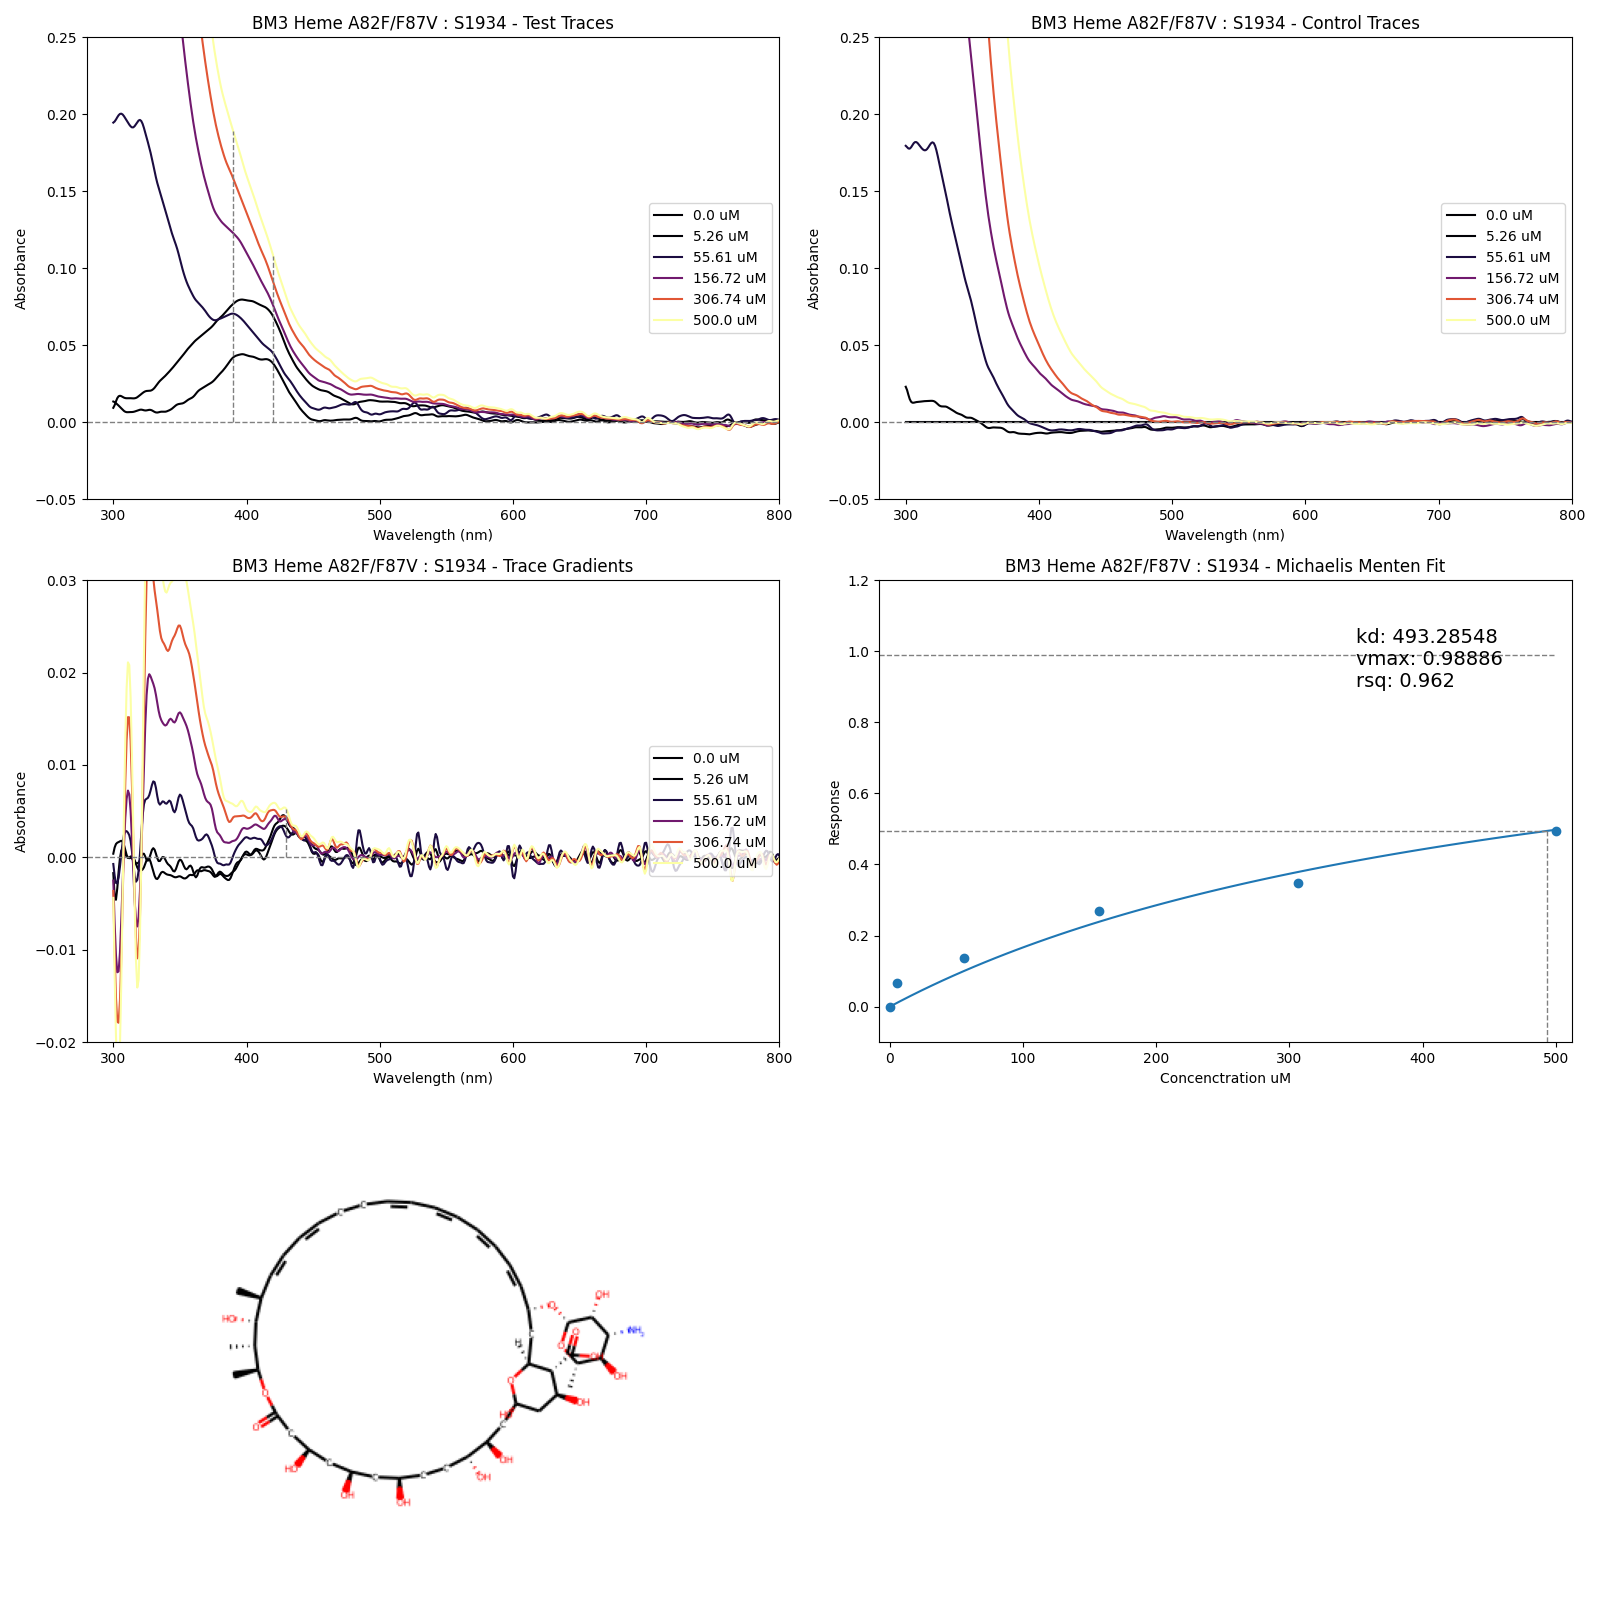 BM3 Heme A82F/F87V : S1934 - Test Traces
0.25
0.20
0.15
0.10
0.05
0.00
−0.05
Absorbance
300 400 500 600 700 800
Wavelength (nm)
0.0 uM
5.26 uM
55.61 uM
156.72 uM
306.74 uM
500.0 uM
BM3 Heme A82F/F87V : S1934 - Control Traces
0.25
0.20
0.15
0.10
0.05
0.00
−0.05
Absorbance
300 400 500 600 700 800
Wavelength (nm)
0.0 uM
5.26 uM
55.61 uM
156.72 uM
306.74 uM
500.0 uM
BM3 Heme A82F/F87V : S1934 - Trace Gradients
0.03
0.02
0.01
0.00
−0.01
−0.02
Absorbance
300 400 500 600 700 800
Wavelength (nm)
0.0 uM
5.26 uM
55.61 uM
156.72 uM
306.74 uM
500.0 uM
BM3 Heme A82F/F87V : S1934 - Michaelis Menten Fit
1.2
1.0
0.8
0.6
0.4
0.2
0.0
Response
0 100 200 300 400 500
Concenctration uM
kd: 493.28548
vmax: 0.98886
rsq: 0.962
C C
OH
O
HO
NH2
C
H
O
O
OH
O
OH
O
OH
HO
O
C
C
OH
HO
C
C
C
C
OH
OH
OH